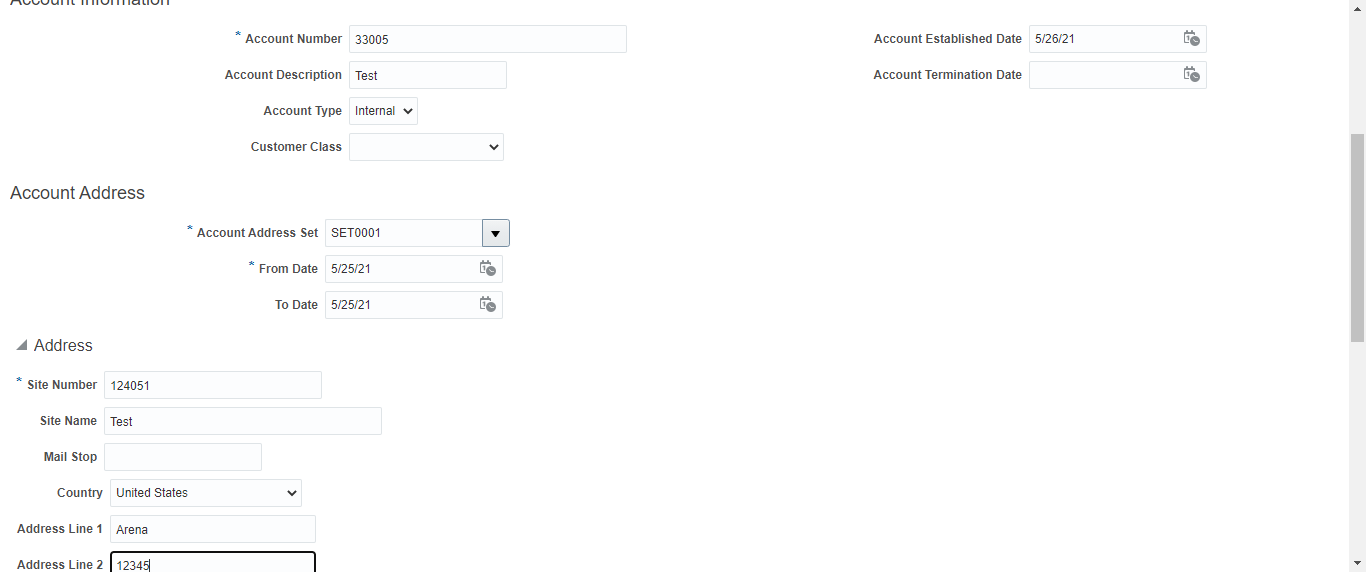 Account Information
* Account Number 33005 Account Established Date 5/26/21
Account Description Test Account Termination Date
Account Type Internal
Customer Class
Account Address
* Account Address Set SET0001
* From Date 5/25/21
To Date 5/25/21
Address
* Site Number 124051
Site Name Test
Mail Stop
Country United States
Address Line 1 Arena
Address Line 2 12345